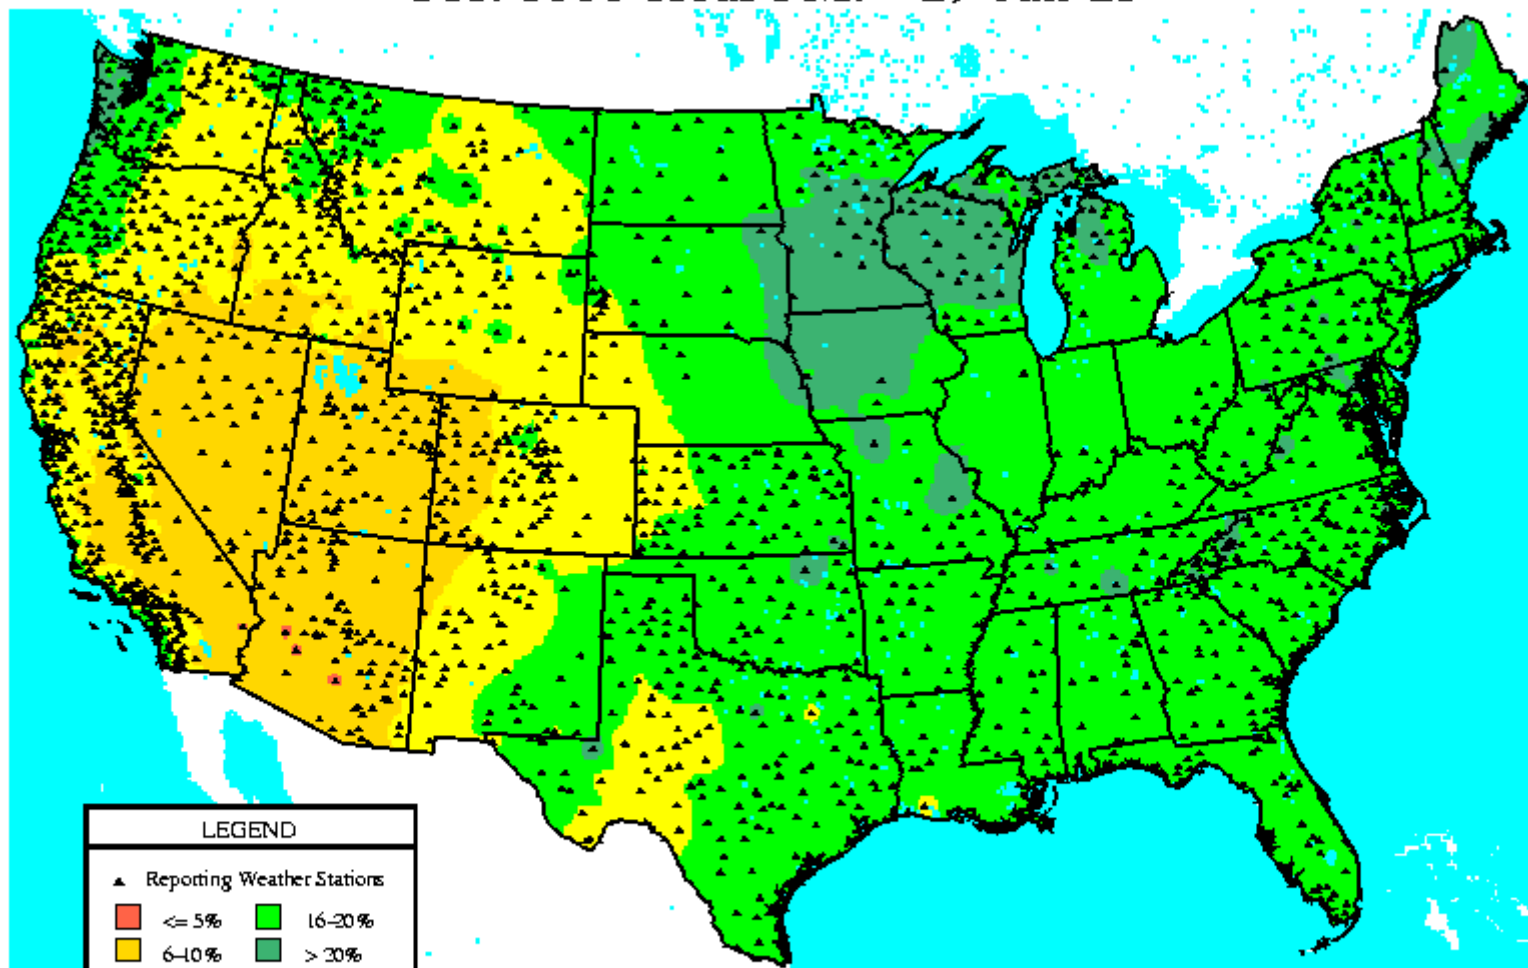 LEGEND
Reporting Weather Stations
<= 5% 16-20%
6-10% > 20%